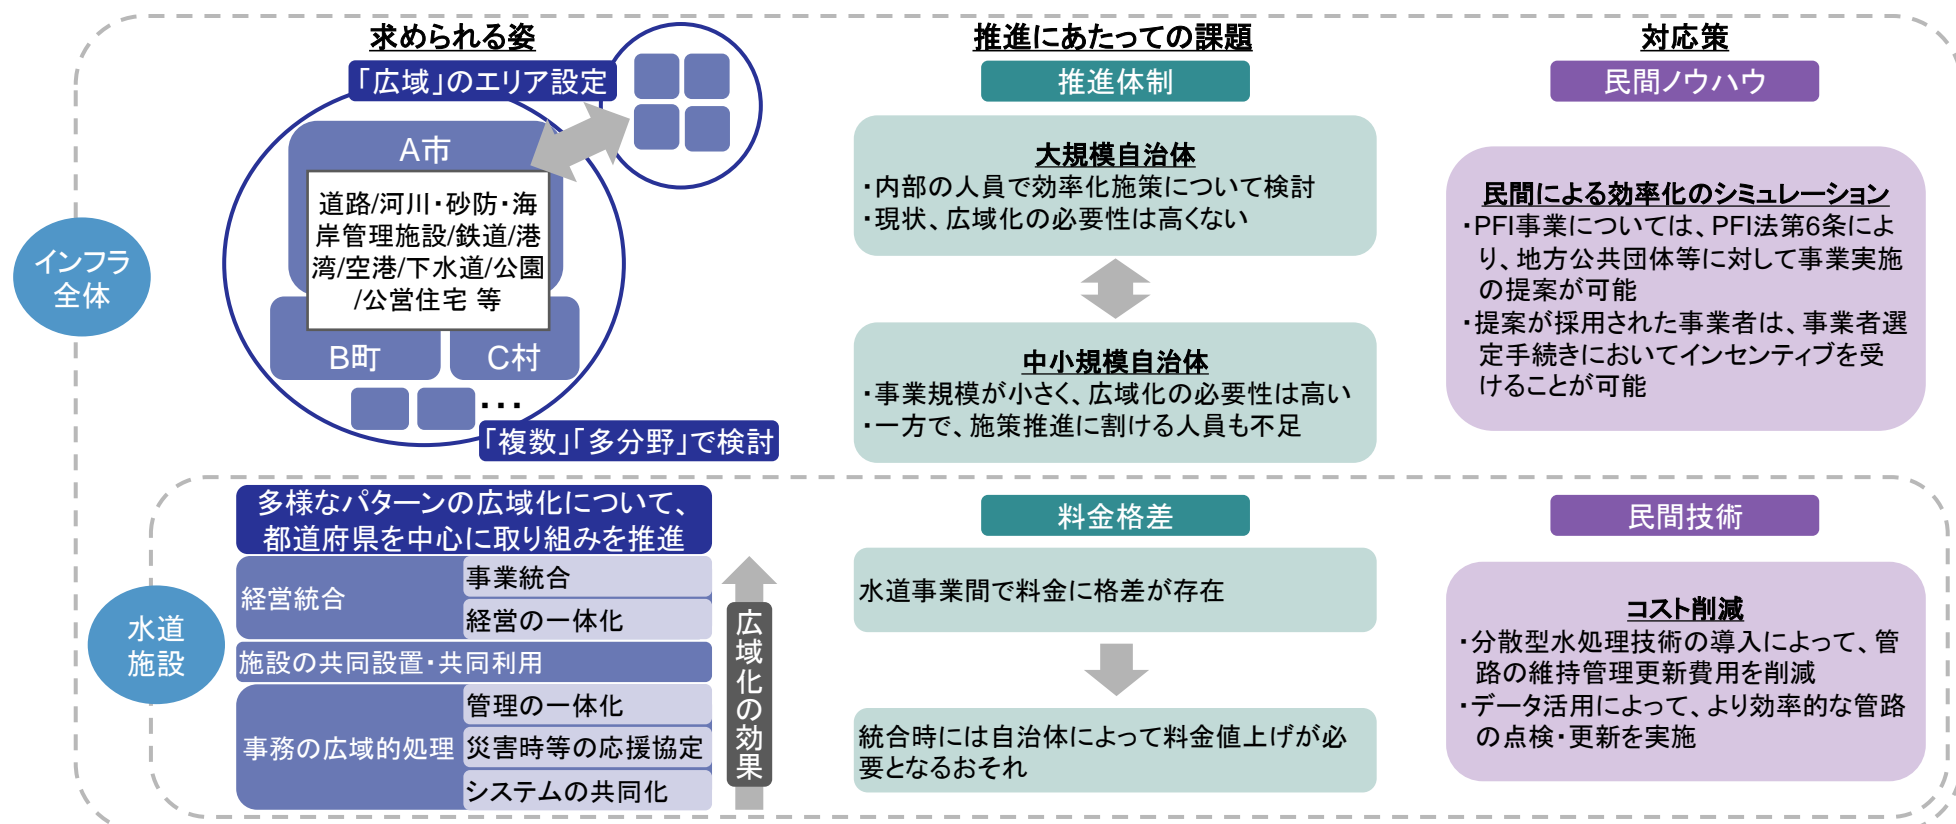 求められる姿
推進にあたっての課題
対応策
インフラ
全体
「広域」のエリア設定
A市
道路/河川・砂防・海
岸管理施設/鉄道/港
湾/空港/下水道/公園
/公営住宅 等
B町
C村
・・・
「複数」「多分野」で検討
推進体制
大規模自治体
・内部の人員で効率化施策について検討
・現状、広域化の必要性は高くない
中小規模自治体
・事業規模が小さく、広域化の必要性は高い
・一方で、施策推進に割ける人員も不足
民間ノウハウ
民間による効率化のシミュレーション
・PFI事業については、PFI法第6条によ
り、地方公共団体等に対して事業実施
の提案が可能
・提案が採用された事業者は、事業者選
定手続きにおいてインセンティブを受
けることが可能
水道
施設
多様なパターンの広域化について、
都道府県を中心に取り組みを推進
経営統合
事業統合
経営の一体化
施設の共同設置・共同利用
事務の広域的処理
管理の一体化
災害時等の応援協定
システムの共同化
広域化の効果
料金格差
水道事業間で料金に格差が存在
統合時には自治体によって料金値上げが必
要となるおそれ
民間技術
コスト削減
・分散型水処理技術の導入によって、管
路の維持管理更新費用を削減
・データ活用によって、より効率的な管路
の点検・更新を実施